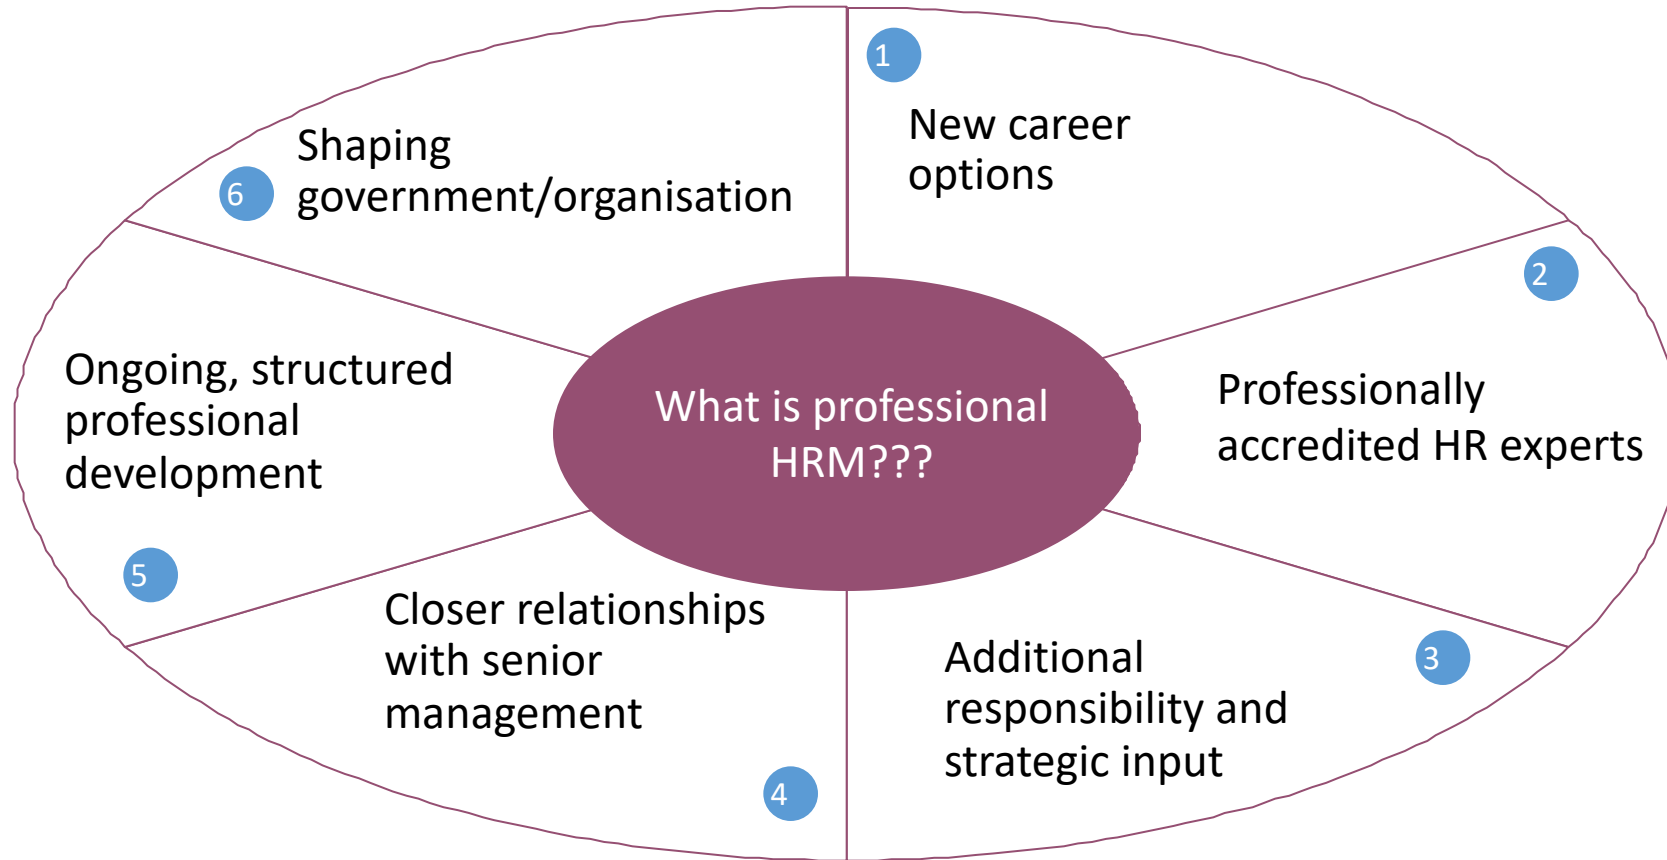 What is professional
HRM???
1
New career
options
2
Professionally
accredited HR experts
3
Additional
responsibility and
strategic input
4
Closer relationships
with senior
management
5
Ongoing, structured
professional
development
6
Shaping
government/organisation